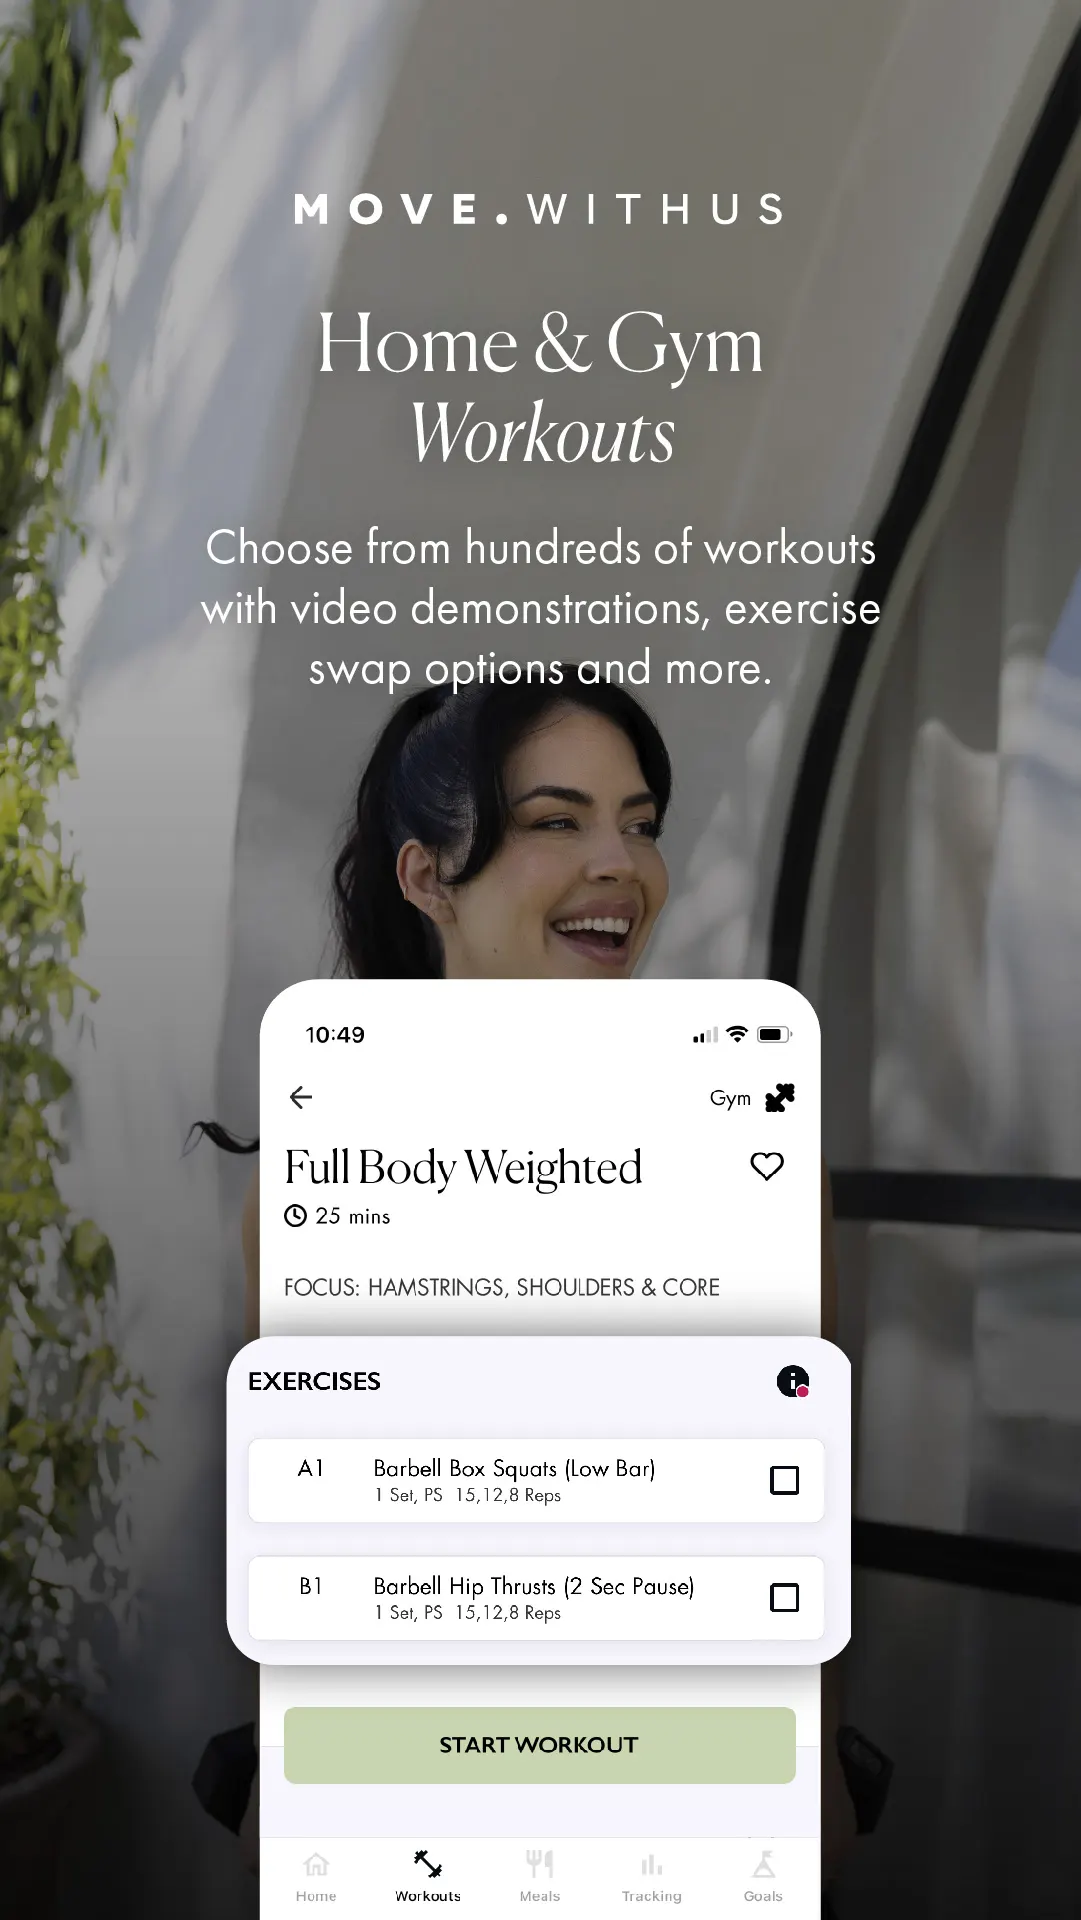 MOVE.WITHUS
Home & Gym
Workouts
Choose from hundreds of workouts
with video demonstrations, exercise
swap options and more.
10:49
Gym
Full Body Weighted
25 mins
FOCUS: HAMSTRINGS, SHOULDERS & CORE
EXERCISES
A1 Barbell Box Squats (Low Bar)
1 Set, PS 15,12,8 Reps
B1 Barbell Hip Thrusts (2 Sec Pause)
1 Set, PS 15,12,8 Reps
START WORKOUT
Home Workouts Meals Tracking Goals